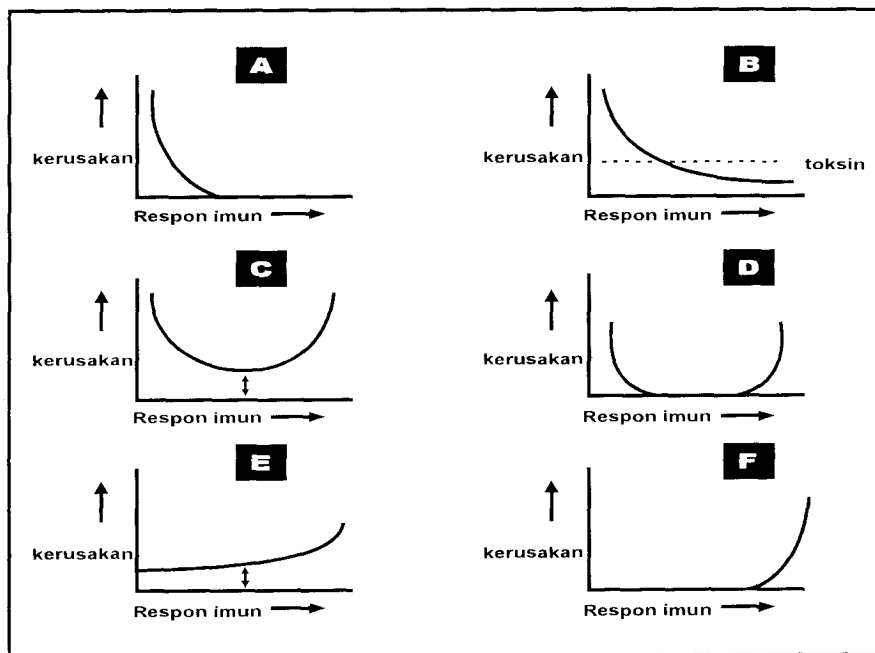 A
kerusakan
Respon imun
B
kerusakan
toksin
Respon imun
C
kerusakan
Respon imun
D
kerusakan
Respon imun
E
kerusakan
Respon imun
F
kerusakan
Respon imun